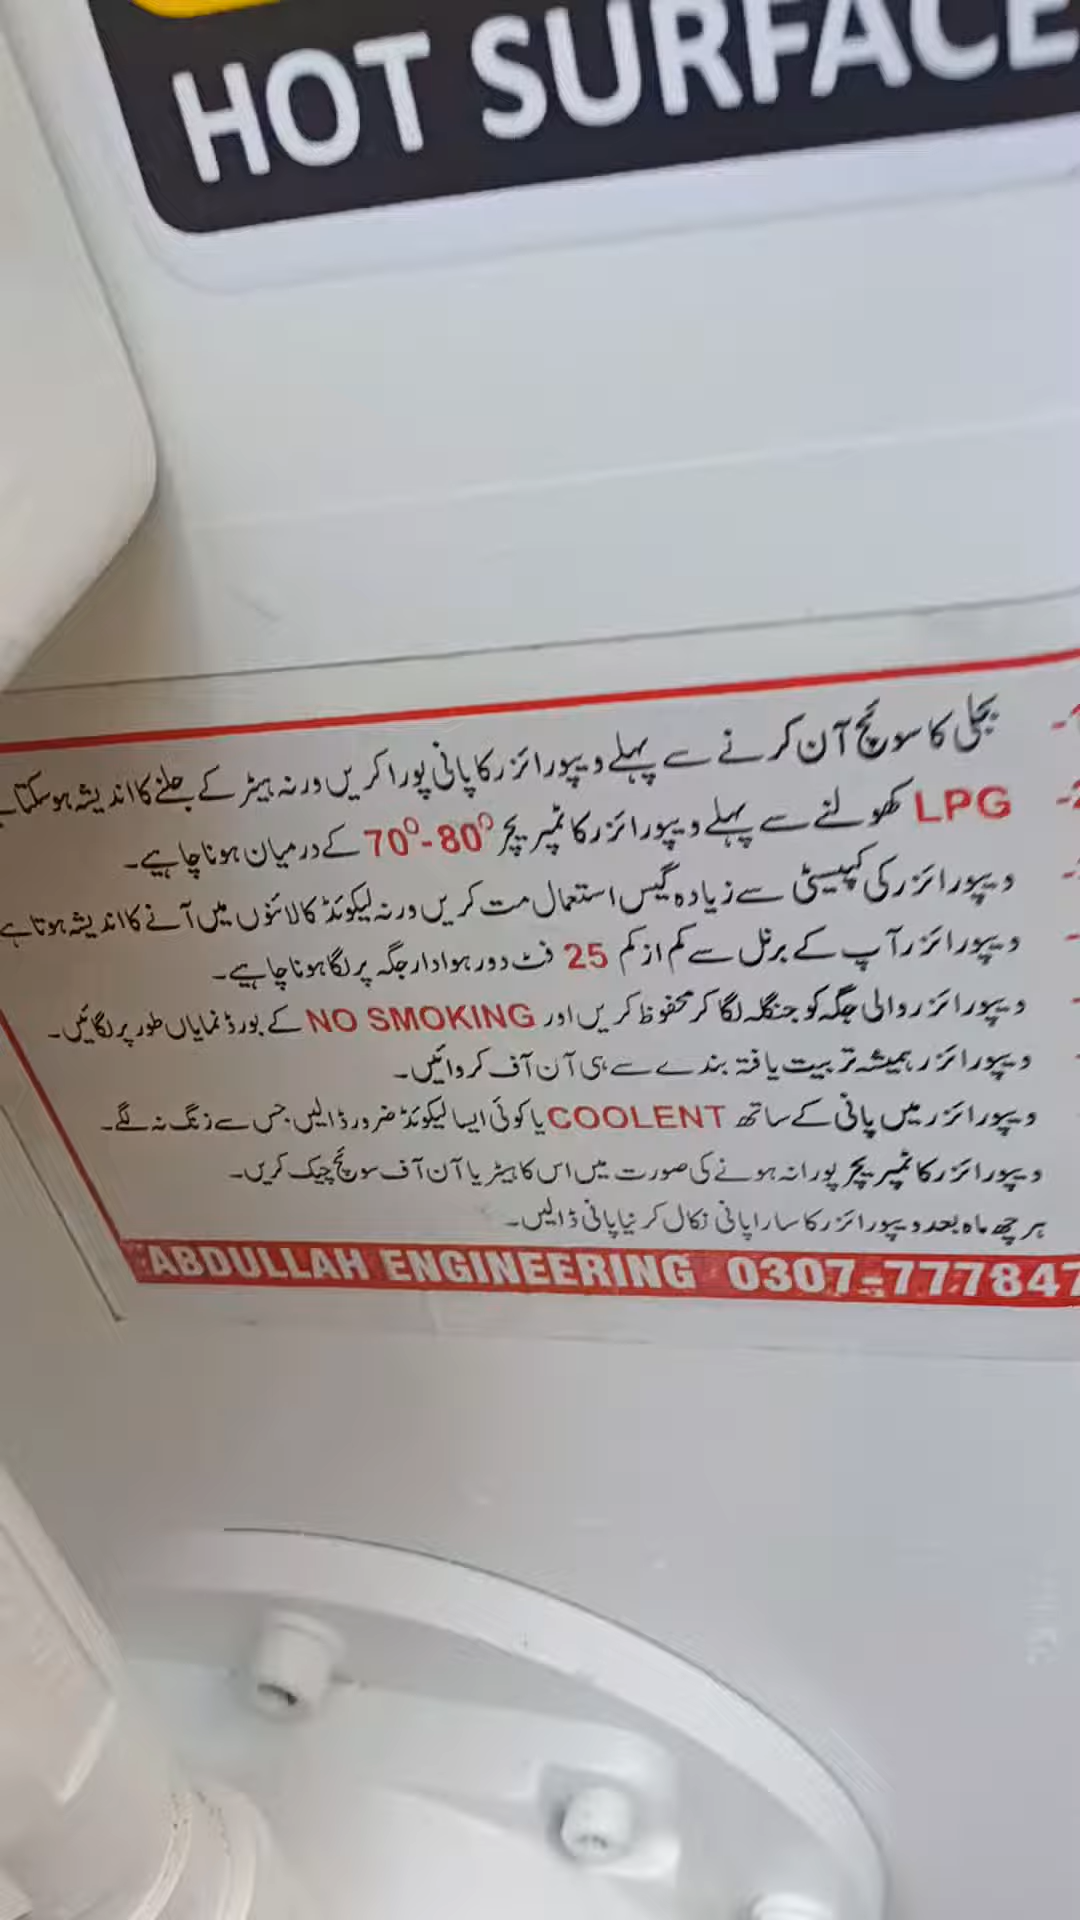 HOT SURFACE
1- بجلی کا سوئچ آن کرنے سے پہلے ویپورائزر کا پانی پورا کریں ورنہ ہیٹر کے جلنے کا اندیشہ ہو سکتا
2- LPG کھولنے سے پہلے ویپورائزر کا ٹمپریچر 70°-80° کے درمیان ہونا چاہیے۔
ویپورائزر کی کپیسٹی سے زیادہ گیس استعمال مت کریں ورنہ لیکوئڈ کا لائنوں میں آنے کا اندیشہ ہوتا ہے
ویپورائزر آپ کے برنل سے کم از کم 25 فٹ دور ہوادار جگہ پر لگا ہونا چاہیے۔
ویپورائزر والی جگہ کو جنگلہ لگا کر محفوظ کریں اور NO SMOKING کے بورڈ نمایاں طور پر لگائیں۔
ویپورائزر ہمیشہ تربیت یافتہ بندے سے ہی آن آف کروائیں۔
ویپورائزر میں پانی کے ساتھ COOLENT یا کوئی ایسا لیکوئڈ ضرور ڈالیں جس سے زنگ نہ لگے۔
ویپورائزر کا ٹمپریچر پورا نہ ہونے کی صورت میں اس کا ہیٹر یا آن آف سوئچ چیک کریں۔
ہر چھ ماہ بعد ویپورائزر کا سارا پانی نکال کر نیا پانی ڈالیں۔
ABDULLAH ENGINEERING 0307-777847